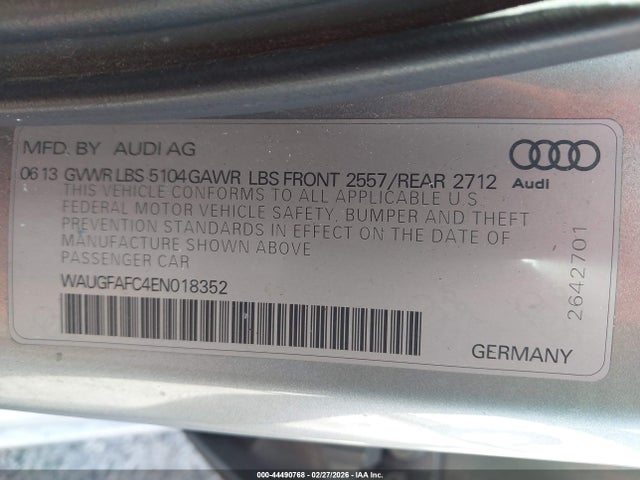 MFD. BY AUDI AG
06 13 GVWR LBS 5104 GAWR LBS FRONT 2557/REAR 2712
Audi
THIS VEHICLE CONFORMS TO ALL APPLICABLE U S
FEDERAL MOTOR VEHICLE SAFETY, BUMPER AND THEFT
PREVENTION STANDARDS IN EFFECT ON THE DATE OF
MANUFACTURE SHOWN ABOVE
PASSENGER CAR
WAUGFAFC4EN018352
2642701
GERMANY
000-44490768 - 02/27/2026 - IAA Inc.